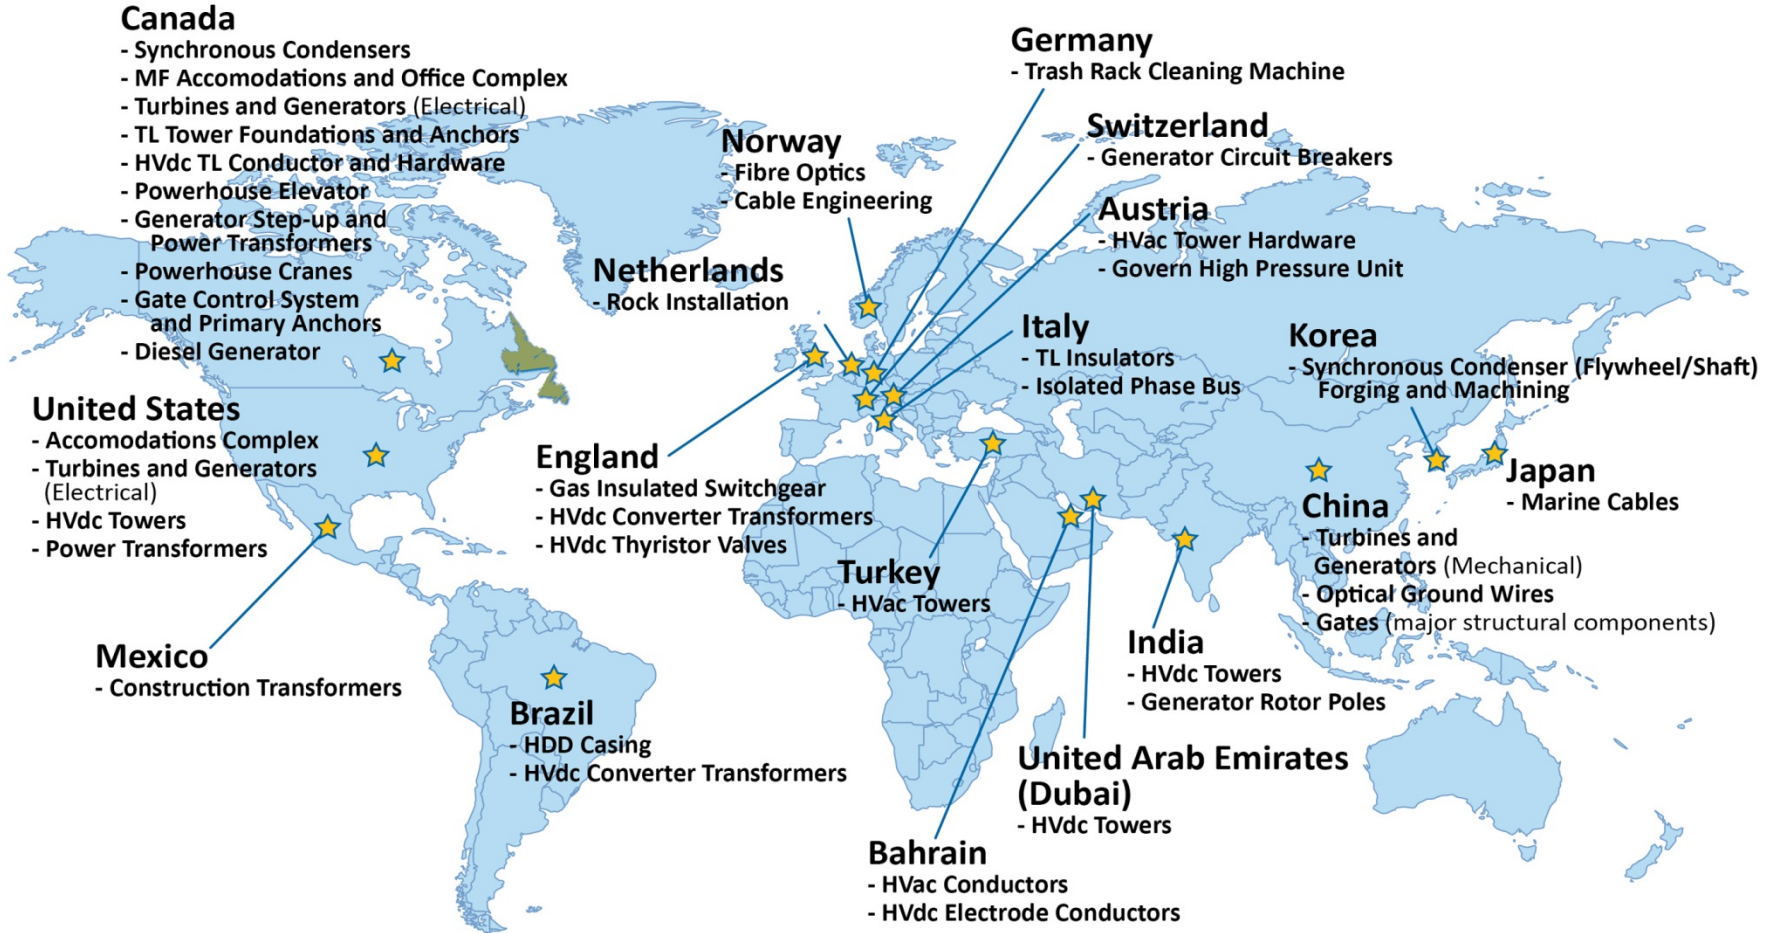 Canada
- Synchronous Condensers
- MF Accomodations and Office Complex
- Turbines and Generators (Electrical)
- TL Tower Foundations and Anchors
- HVdc TL Conductor and Hardware
- Powerhouse Elevator
- Generator Step-up and
Power Transformers
- Powerhouse Cranes
- Gate Control System
and Primary Anchors
- Diesel Generator
United States
- Accomodations Complex
- Turbines and Generators
(Electrical)
- HVdc Towers
- Power Transformers
Mexico
- Construction Transformers
Brazil
- HDD Casing
- HVdc Converter Transformers
Norway
- Fibre Optics
- Cable Engineering
Netherlands
- Rock Installation
England
- Gas Insulated Switchgear
- HVdc Converter Transformers
- HVdc Thyristor Valves
Germany
- Trash Rack Cleaning Machine
Switzerland
- Generator Circuit Breakers
Austria
- HVac Tower Hardware
- Govern High Pressure Unit
Italy
- TL Insulators
- Isolated Phase Bus
Turkey
- HVac Towers
Bahrain
- HVac Conductors
- HVdc Electrode Conductors
United Arab Emirates
(Dubai)
- HVdc Towers
India
- HVdc Towers
- Generator Rotor Poles
Korea
- Synchronous Condenser (Flywheel/Shaft)
Forging and Machining
Japan
- Marine Cables
China
- Turbines and
Generators (Mechanical)
- Optical Ground Wires
- Gates (major structural components)